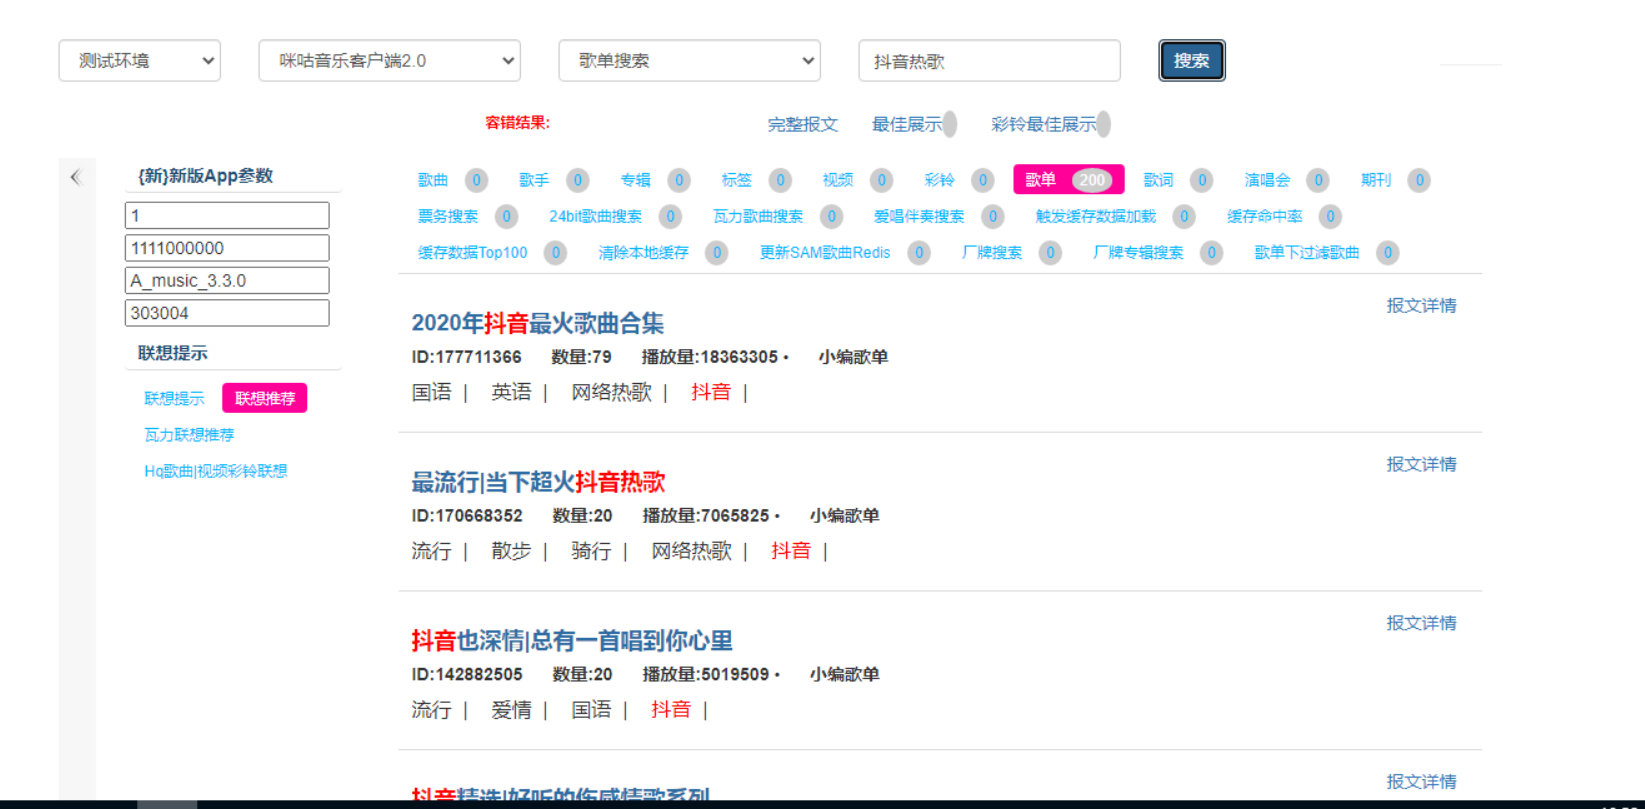 测试环境 咪咕音乐客户端2.0 歌单搜索 抖音热歌 搜索
容错结果: 完整报文 最佳展示 彩铃最佳展示
{新}新版App参数
1
1111000000
A_music_3.3.0
303004
联想提示
联想提示 联想推荐
瓦力联想推荐
Hq歌曲|视频彩铃联想
歌曲 0 歌手 0 专辑 0 标签 0 视频 0 彩铃 0 歌单 200 歌词 0 演唱会 0 期刊 0
票务搜索 0 24bit歌曲搜索 0 瓦力歌曲搜索 0 爱唱伴奏搜索 0 触发缓存数据加载 0 缓存命中率 0
缓存数据Top100 0 清除本地缓存 0 更新SAM歌曲Redis 0 厂牌搜索 0 厂牌专辑搜索 0 歌单下过滤歌曲 0
报文详情
2020年抖音最火歌曲合集
ID:177711366 数量:79 播放量:18363305 · 小编歌单
国语 | 英语 | 网络热歌 | 抖音 |
报文详情
最流行|当下超火抖音热歌
ID:170668352 数量:20 播放量:7065825 · 小编歌单
流行 | 散步 | 骑行 | 网络热歌 | 抖音 |
报文详情
抖音也深情|总有一首唱到你心里
ID:142882505 数量:20 播放量:5019509 · 小编歌单
流行 | 爱情 | 国语 | 抖音 |
报文详情
抖音精选|好听的伤感情歌系列